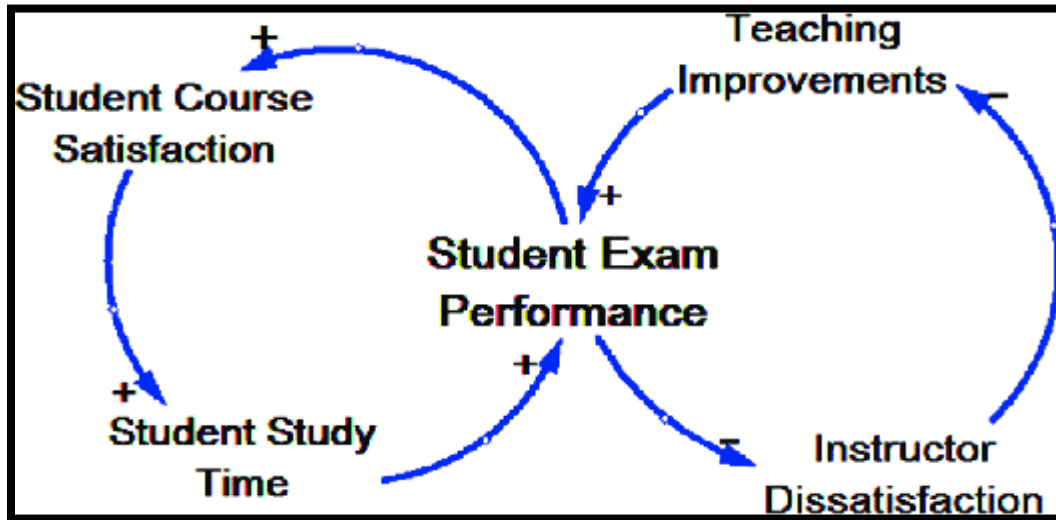 +
Teaching
Improvements
–
Student Course
Satisfaction
+
Student Exam
Performance
+
Student Study
Time
+
–
Instructor
Dissatisfaction